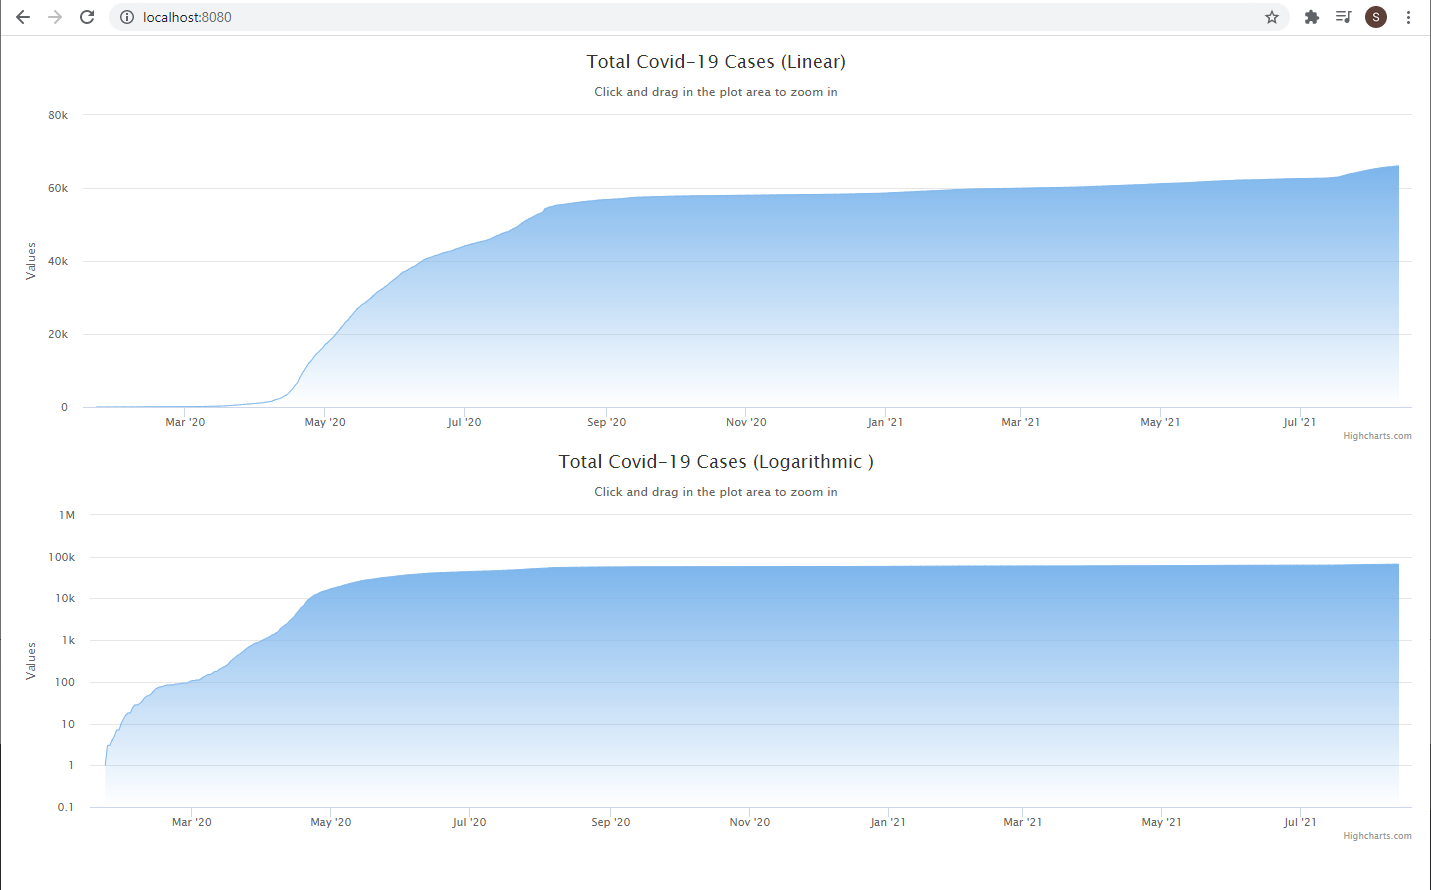 localhost:8080
S
Total Covid-19 Cases (Linear)
Click and drag in the plot area to zoom in
80k
60k
40k
20k
0
Values
Mar '20 May '20 Jul '20 Sep '20 Nov '20 Jan '21 Mar '21 May '21 Jul '21
Highcharts.com
Total Covid-19 Cases (Logarithmic )
Click and drag in the plot area to zoom in
1M
100k
10k
1k
100
10
1
0.1
Values
Mar '20 May '20 Jul '20 Sep '20 Nov '20 Jan '21 Mar '21 May '21 Jul '21
Highcharts.com